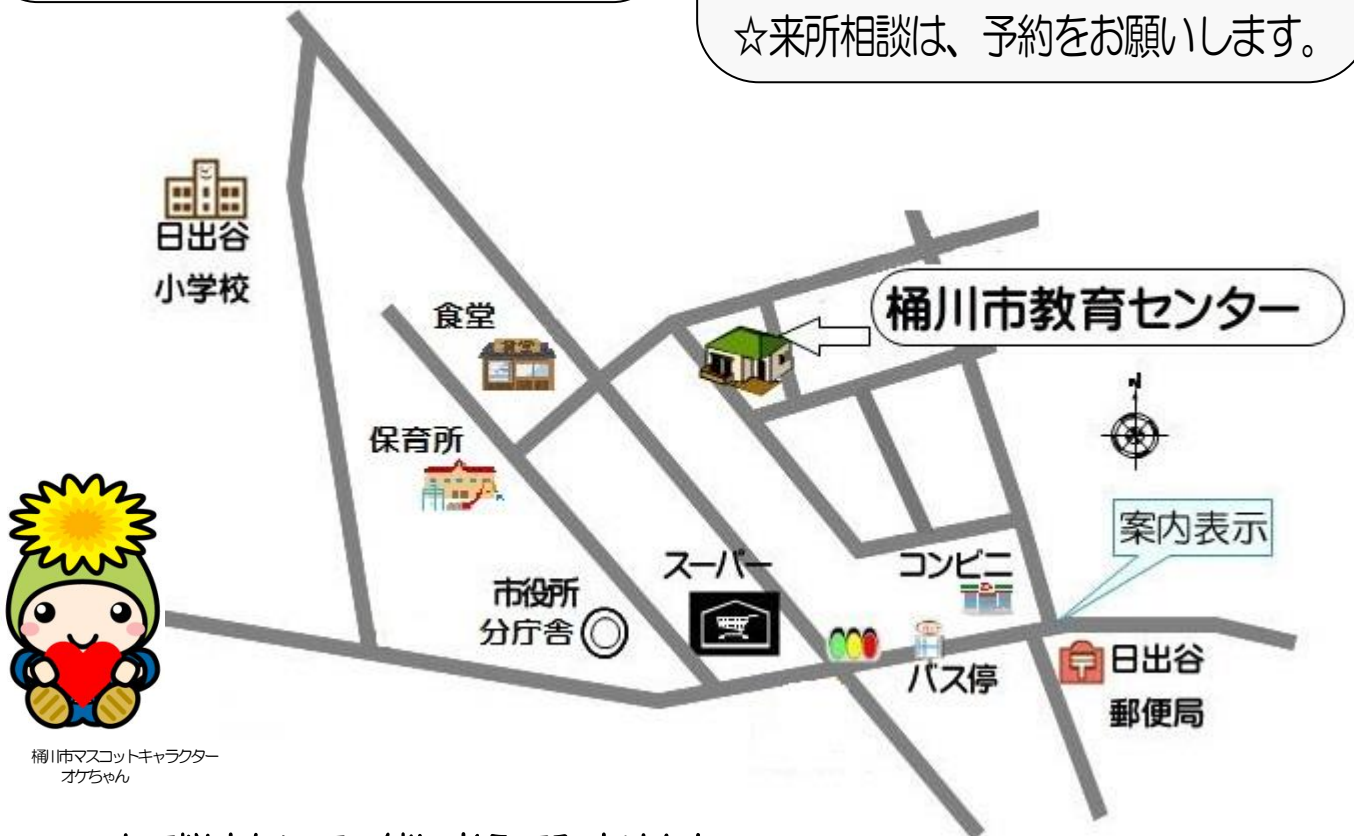 ☆来所相談は、予約をお願いします。
日出谷
小学校
食堂
桶川市教育センター
N
保育所
案内表示
スーパー
コンビニ
市役所
分庁舎
バス停
日出谷
郵便局
桶川市マスコットキャラクター
オケちゃん